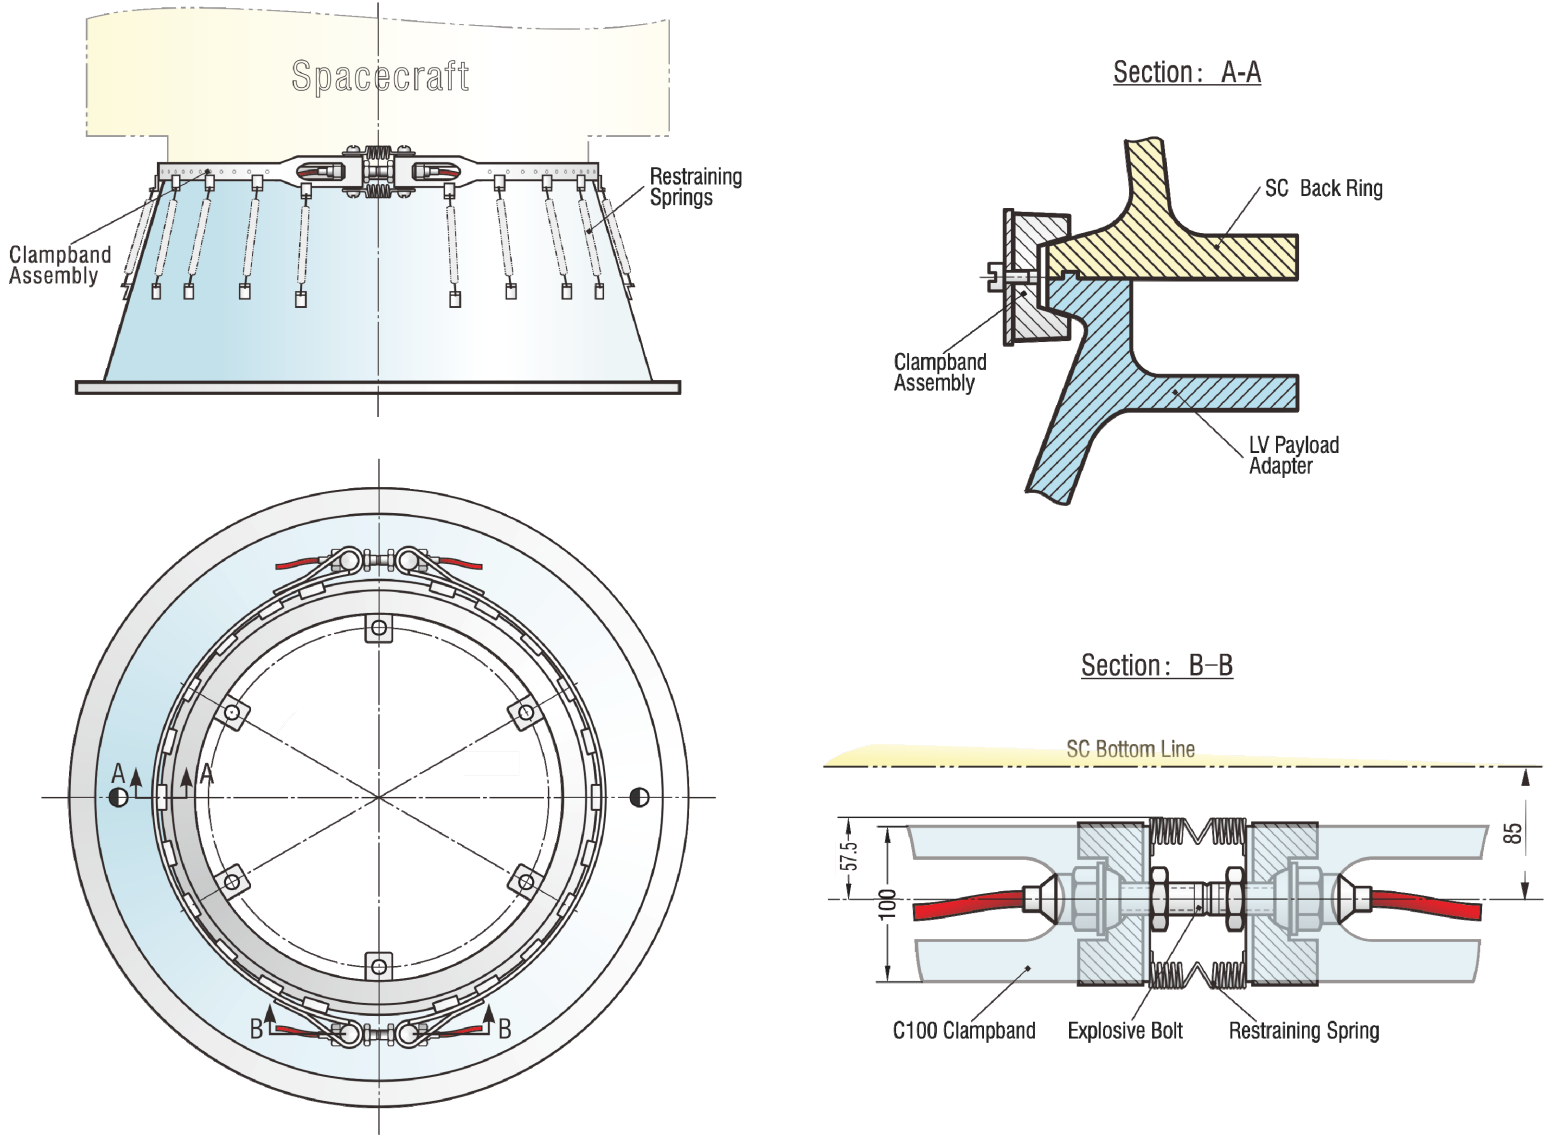 Spacecraft
Restraining
Springs
Clampband
Assembly
Section: A-A
SC Back Ring
Clampband
Assembly
LV Payload
Adapter
A
A
B
B
Section: B-B
SC Bottom Line
57.5
100
85
C100 Clampband
Explosive Bolt
Restraining Spring